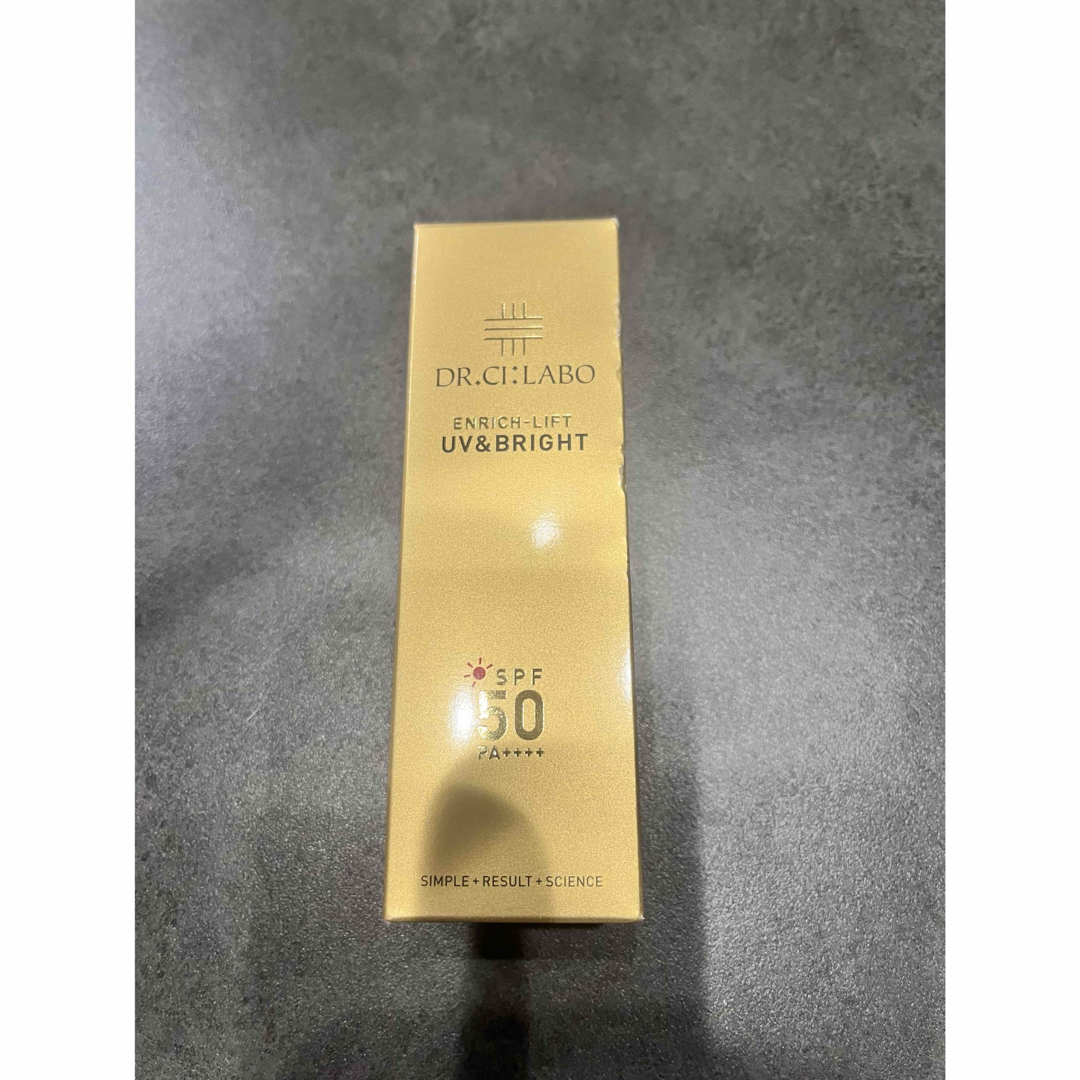 DR.CI:LABO
ENRICH-LIFT
UV&BRIGHT
SPF
50
PA++++
SIMPLE+RESULT+SCIENCE